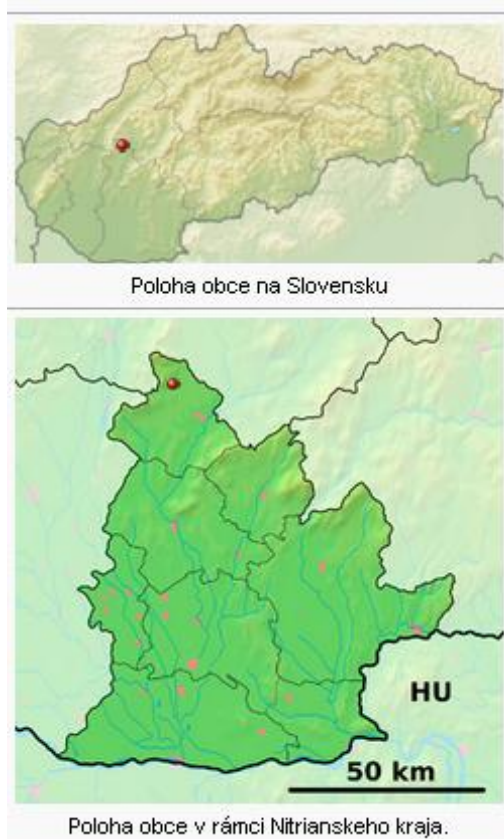 Poloha obce na Slovensku
HU
50 km
Poloha obce v rámci Nitrianskeho kraja.